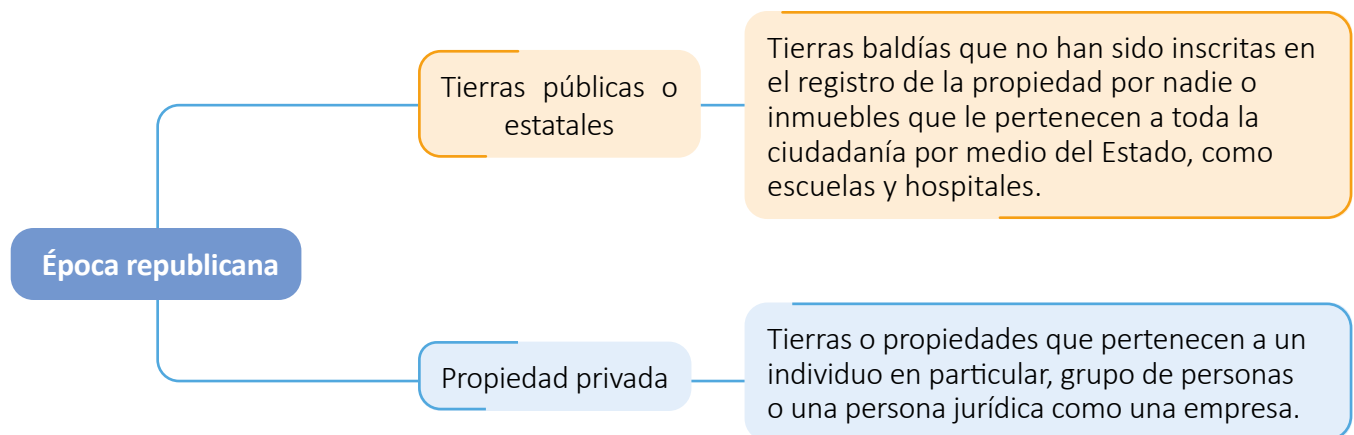 Época republicana
Tierras públicas o
estatales
Tierras baldías que no han sido inscritas en
el registro de la propiedad por nadie o
inmuebles que le pertenecen a toda la
ciudadanía por medio del Estado, como
escuelas y hospitales.
Propiedad privada
Tierras o propiedades que pertenecen a un
individuo en particular, grupo de personas
o una persona jurídica como una empresa.